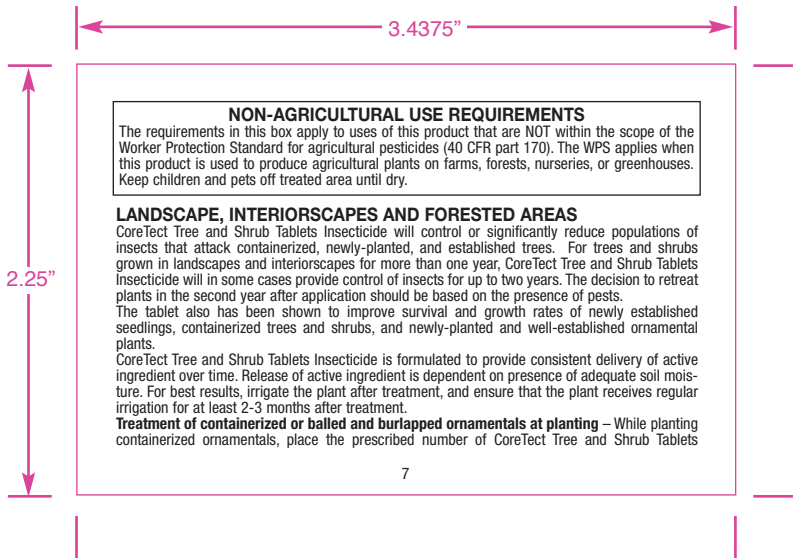 3.4375”
2.25”
NON-AGRICULTURAL USE REQUIREMENTS
The requirements in this box apply to uses of this product that are NOT within the scope of the
Worker Protection Standard for agricultural pesticides (40 CFR part 170). The WPS applies when
this product is used to produce agricultural plants on farms, forests, nurseries, or greenhouses.
Keep children and pets off treated area until dry.
LANDSCAPE, INTERIORSCAPES AND FORESTED AREAS
CoreTect Tree and Shrub Tablets Insecticide will control or significantly reduce populations of
insects that attack containerized, newly-planted, and established trees. For trees and shrubs
grown in landscapes and interiorscapes for more than one year, CoreTect Tree and Shrub Tablets
Insecticide will in some cases provide control of insects for up to two years. The decision to retreat
plants in the second year after application should be based on the presence of pests.
The tablet also has been shown to improve survival and growth rates of newly established
seedlings, containerized trees and shrubs, and newly-planted and well-established ornamental
plants.
CoreTect Tree and Shrub Tablets Insecticide is formulated to provide consistent delivery of active
ingredient over time. Release of active ingredient is dependent on presence of adequate soil mois-
ture. For best results, irrigate the plant after treatment, and ensure that the plant receives regular
irrigation for at least 2-3 months after treatment.
Treatment of containerized or balled and burlapped ornamentals at planting – While planting
containerized ornamentals, place the prescribed number of CoreTect Tree and Shrub Tablets
7